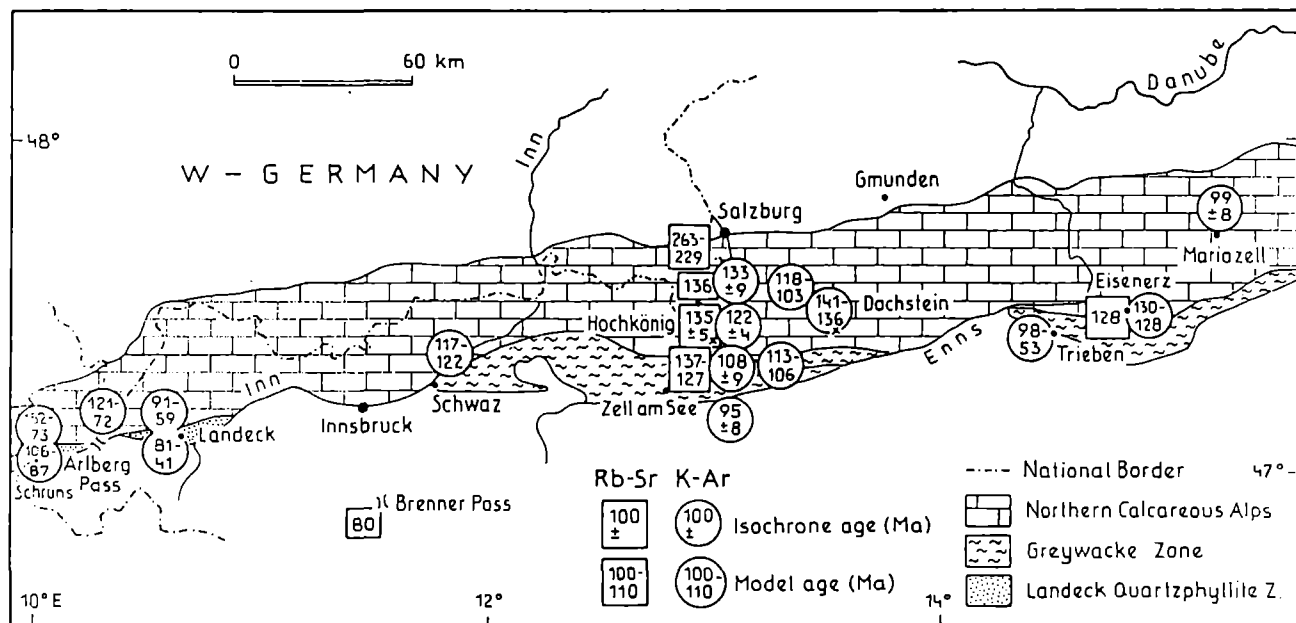 0 60 km
Danube
48°
Inn
W-GERMANY
Gmunden
Salzburg
99
±8
263-
229
Mariazell
136
133
±9
118-
103
Eisenerz
141-
136
Dachstein
Hochkönig
135
±5
122
±4
128
130-
128
Enns
98-
53
Trieben
117-
122
137-
127
108
±9
113-
106
Inn
Schwaz
Zell am See
95
±8
Innsbruck
121-
72
91-
59
Landeck
81-
41
73
106-
87
Arlberg
Pass
Schruns
Rb-Sr K-Ar
National Border
47°
Brenner Pass
80
100
±
100
±
Isochrone age (Ma)
Northern Calcareous Alps
Greywacke Zone
100-
110
100-
110
Model age (Ma)
Landeck Quartzphyllite Z.
10°E
12°
14°